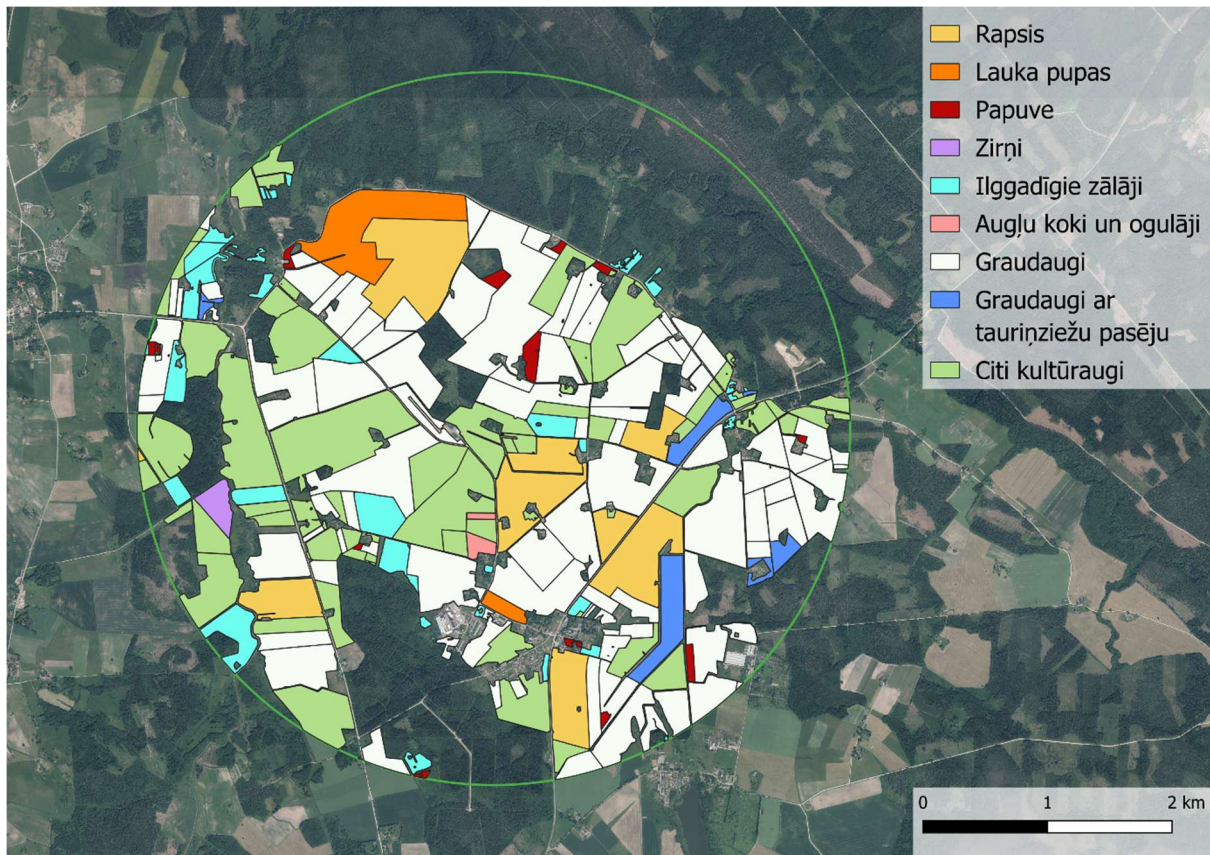 Rapsis
Lauka pupas
Papuve
Zirņi
Ilggadīgie zālāji
Augļu koki un ogulāji
Graudaugi
Graudaugi ar
tauriņziežu pasēju
Citi kultūraugi
0 1 2 km